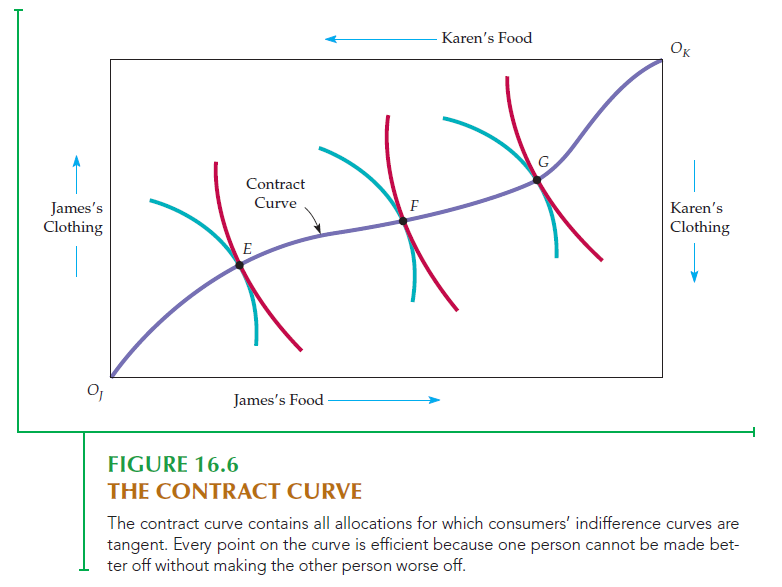 Karen's Food
O_K
Contract
Curve
G
F
E
James's
Clothing
Karen's
Clothing
O_J
James's Food
FIGURE 16.6
THE CONTRACT CURVE
The contract curve contains all allocations for which consumers' indifference curves are
tangent. Every point on the curve is efficient because one person cannot be made bet-
ter off without making the other person worse off.